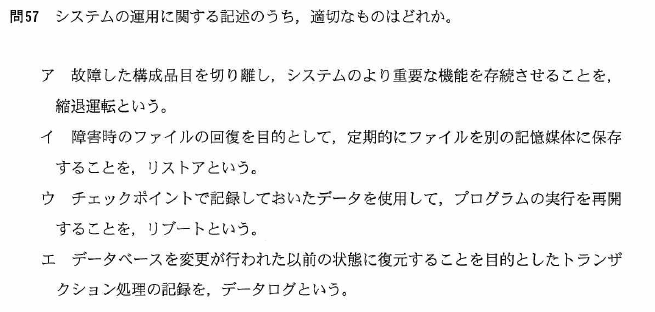 問57 システムの運用に関する記述のうち，適切なものはどれか。
ア 故障した構成品目を切り離し，システムのより重要な機能を存続させることを，
縮退運転という。
イ 障害時のファイルの回復を目的として，定期的にファイルを別の記憶媒体に保存
することを，リストアという。
ウ チェックポイントで記録しておいたデータを使用して，プログラムの実行を再開
することを，リブートという。
エ データベースを変更が行われた以前の状態に復元することを目的としたトランザ
クション処理の記録を，データログという。